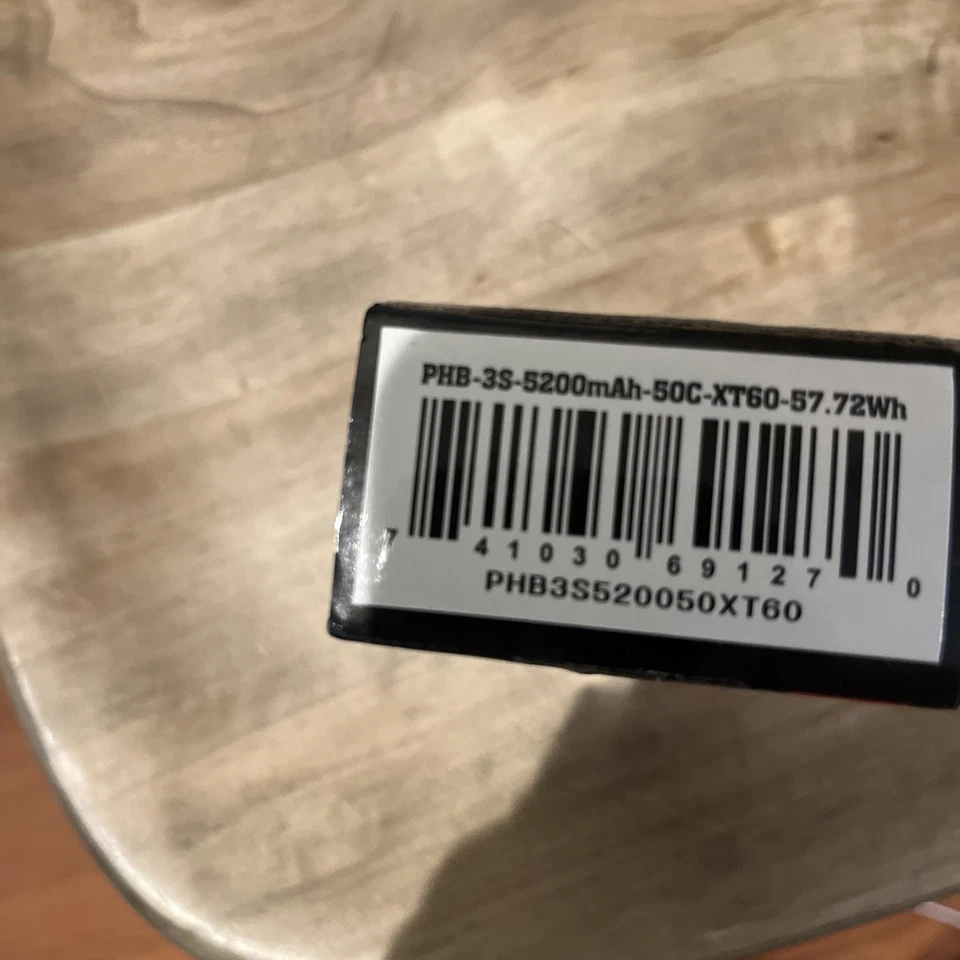 PHB-3S-5200mAh-50C-XT60-57.72Wh
7 41030 69127 0
PHB3S520050XT60